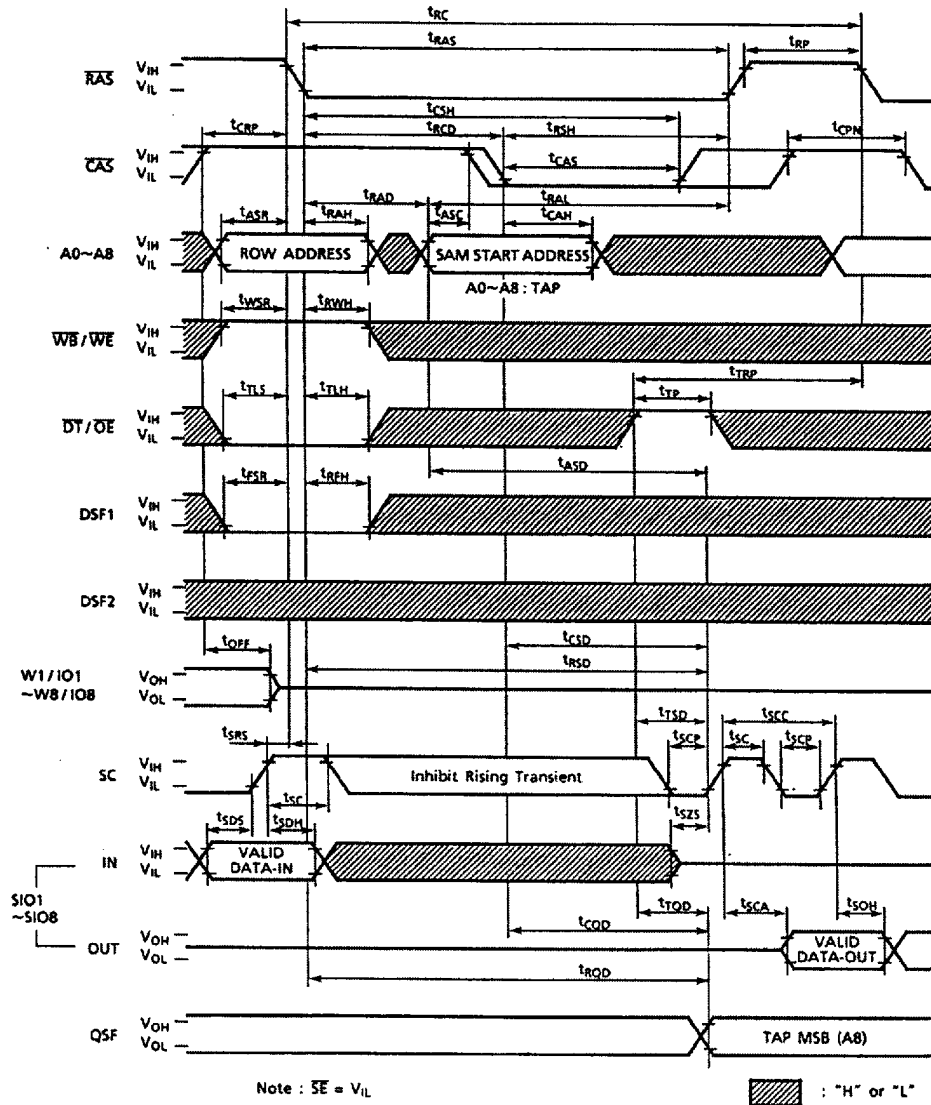 tRC
tRAS
tRP
RAS VIH VIL
tCSH
tCRP tRCD tRSH tCPN
CAS VIH VIL
tCAS
tRAD tRAL
tASR tRAH tASC tCAH
A0~A8 VIH VIL ROW ADDRESS SAM START ADDRESS
A0~A8 : TAP
tWSR tRWH
WB / WE VIH VIL
tTRP
tTLS tTLH tTP
DT / OE VIH VIL
tASD
tFSR tRFH
DSF1 VIH VIL
DSF2 VIH VIL
tOFF tCSD
tRSD
W1 / IO1 ~W8 / IO8 VOH VOL
tTSD tSCC
tSRS tSCP tSC tSCP
SC VIH VIL Inhibit Rising Transient
tSC
tSDS tSDH tSZS
IN VIH VIL VALID DATA-IN
SIO1 ~SIO8
tTQD tSCA tSOH
tCQD
OUT VOH VOL VALID DATA-OUT
tRQD
QSF VOH VOL TAP MSB (A8)
Note : SE = VIL : "H" or "L"